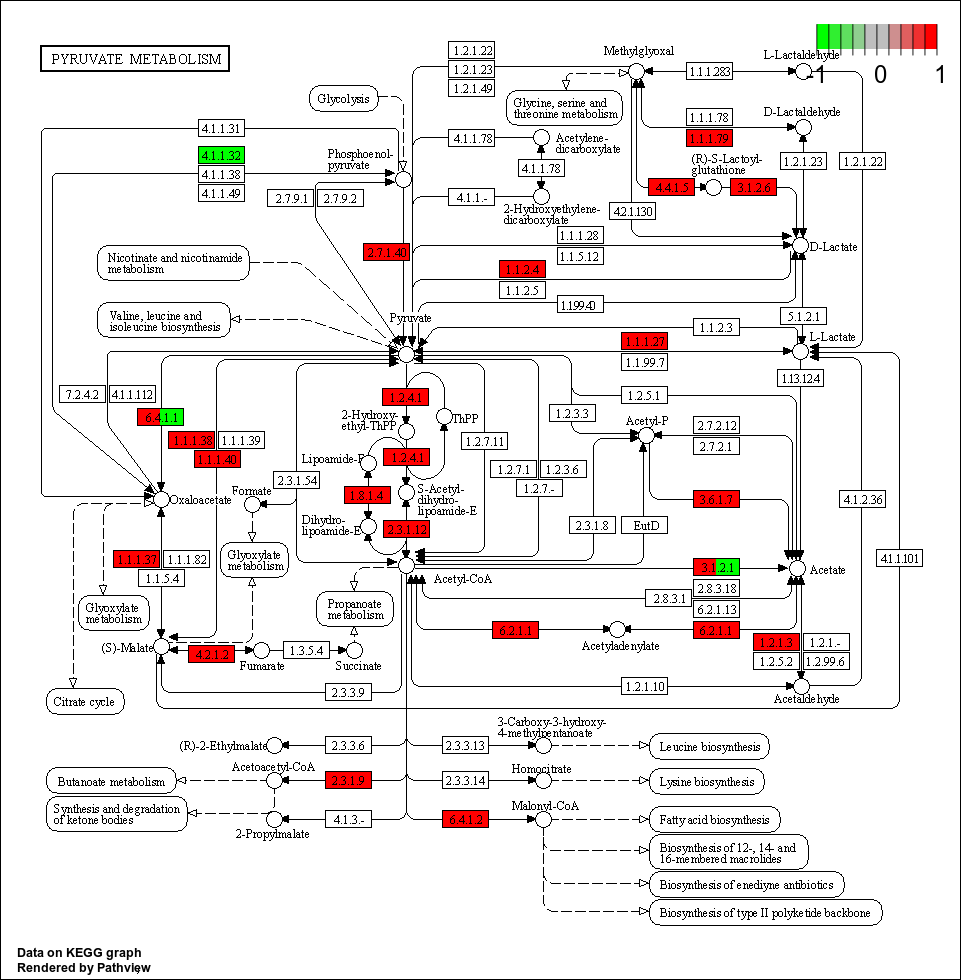 PYRUVATE METABOLISM
-1 0 1
1.2.1.22
1.2.1.23
1.2.1.49
Methylglyoxal
1.1.1.283
L-Lactaldehyde
Glycolysis
Glycine, serine and
threonine metabolism
1.1.1.78
1.1.1.79
D-Lactaldehyde
4.1.1.31
4.1.1.32
4.1.1.38
4.1.1.49
Phosphoenol-
pyruvate
4.1.1.78
Acetylene-
dicarboxylate
4.1.1.78
(R)-S-Lactoyl-
glutathione
1.2.1.23
1.2.1.22
4.4.1.5
3.1.2.6
2.7.9.1
2.7.9.2
4.1.1.-
2-Hydroxyethylene-
dicarboxylate
4.2.1.130
1.1.1.28
1.1.5.12
D-Lactate
2.7.1.40
Nicotinate and nicotinamide
metabolism
1.1.2.4
1.1.2.5
1.1.99.40
Valine, leucine and
isoleucine biosynthesis
Pyruvate
5.1.2.1
1.1.2.3
L-Lactate
1.1.1.27
1.1.99.7
1.13.12.4
7.2.4.2
4.1.1.112
1.2.4.1
1.2.5.1
6.4.1.1
2-Hydroxy-
ethyl-ThPP
ThPP
1.2.3.3
Acetyl-P
2.7.2.12
2.7.2.1
1.1.1.38
1.1.1.39
1.1.1.40
1.2.7.11
Lipoamide-E
1.2.4.1
1.2.7.1
1.2.3.6
1.2.7.-
2.3.1.54
Formate
1.8.1.4
S-Acetyl-
dihydro-
lipoamide-E
3.6.1.7
4.1.2.36
Oxaloacetate
Dihydro-
lipoamide-E
2.3.1.12
2.3.1.8
EutD
1.1.1.37
1.1.1.82
1.1.5.4
Glyoxylate
metabolism
4.1.1.101
Acetyl-CoA
3.1.2.1
Acetate
2.8.3.18
2.8.3.1
6.2.1.13
Glyoxylate
metabolism
Propanoate
metabolism
6.2.1.1
Acetyladenylate
6.2.1.1
(S)-Malate
4.2.1.2
Fumarate
1.3.5.4
Succinate
1.2.1.3
1.2.1.-
1.2.5.2
1.2.99.6
Citrate cycle
2.3.3.9
1.2.1.10
Acetaldehyde
(R)-2-Ethylmalate
2.3.3.6
2.3.3.13
3-Carboxy-3-hydroxy-
4-methylpentanoate
Leucine biosynthesis
Butanoate metabolism
Acetoacetyl-CoA
2.3.1.9
2.3.3.14
Homocitrate
Lysine biosynthesis
Synthesis and degradation
of ketone bodies
2-Propylmalate
4.1.3.-
6.4.1.2
Malonyl-CoA
Fatty acid biosynthesis
Biosynthesis of 12-, 14- and
16-membered macrolides
Biosynthesis of enediyne antibiotics
Biosynthesis of type II polyketide backbone
Data on KEGG graph
Rendered by Pathview